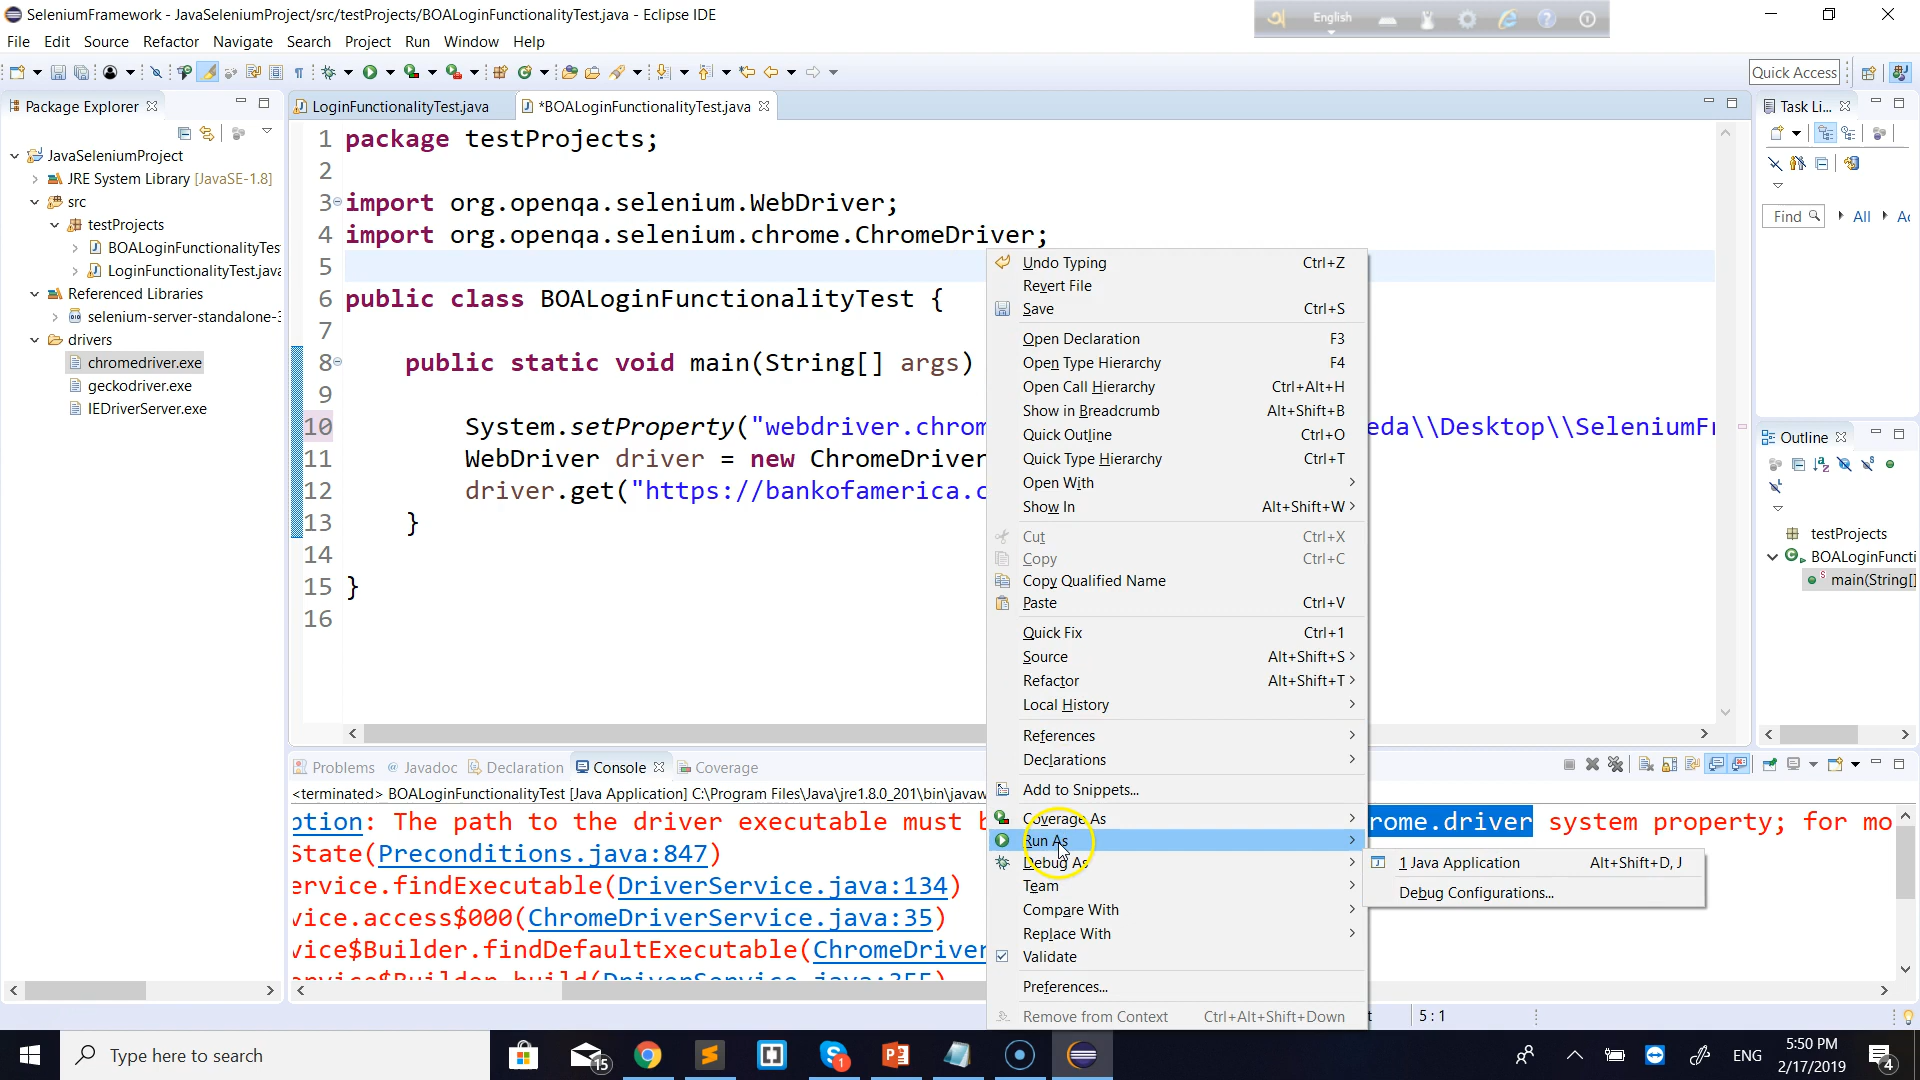 SeleniumFramework - JavaSeleniumProject/src/testProjects/BOALoginFunctionalityTest.java - Eclipse IDE
English
File Edit Source Refactor Navigate Search Project Run Window Help
Quick Access
Package Explorer
JavaSeleniumProject
JRE System Library [JavaSE-1.8]
src
testProjects
BOALoginFunctionalityTes
LoginFunctionalityTest.java
Referenced Libraries
selenium-server-standalone-3
drivers
chromedriver.exe
geckodriver.exe
IEDriverServer.exe
LoginFunctionalityTest.java *BOALoginFunctionalityTest.java
1 package testProjects;
2
3 import org.openqa.selenium.WebDriver;
4 import org.openqa.selenium.chrome.ChromeDriver;
5
6 public class BOALoginFunctionalityTest {
7
8 public static void main(String[] args)
9
10 System.setProperty("webdriver.chrom eda\\Desktop\\SeleniumFr
11 WebDriver driver = new ChromeDriver
12 driver.get("https://bankofamerica.c
13 }
14
15 }
16
Undo Typing Ctrl+Z
Revert File
Save Ctrl+S
Open Declaration F3
Open Type Hierarchy F4
Open Call Hierarchy Ctrl+Alt+H
Show in Breadcrumb Alt+Shift+B
Quick Outline Ctrl+O
Quick Type Hierarchy Ctrl+T
Open With
Show In Alt+Shift+W
Cut Ctrl+X
Copy Ctrl+C
Copy Qualified Name
Paste Ctrl+V
Quick Fix Ctrl+1
Source Alt+Shift+S
Refactor Alt+Shift+T
Local History
References
Declarations
Add to Snippets...
Coverage As
Run As
Debug As
Team
Compare With
Replace With
Validate
Preferences...
Remove from Context Ctrl+Alt+Shift+Down
1 Java Application Alt+Shift+D, J
Debug Configurations...
Task Li...
Find All Ac
Outline
testProjects
BOALoginFuncti
main(String[]
Problems Javadoc Declaration Console Coverage
<terminated> BOALoginFunctionalityTest [Java Application] C:\Program Files\Java\jre1.8.0_201\bin\javaw
ption: The path to the driver executable must b rome.driver system property; for mo
State(Preconditions.java:847)
ervice.findExecutable(DriverService.java:134)
vice.access$000(ChromeDriverService.java:35)
vice$Builder.findDefaultExecutable(ChromeDriver
ervice$Builder.build(DriverService.java:355)
5 : 1
Type here to search
15
1
ENG
5:50 PM
2/17/2019
4